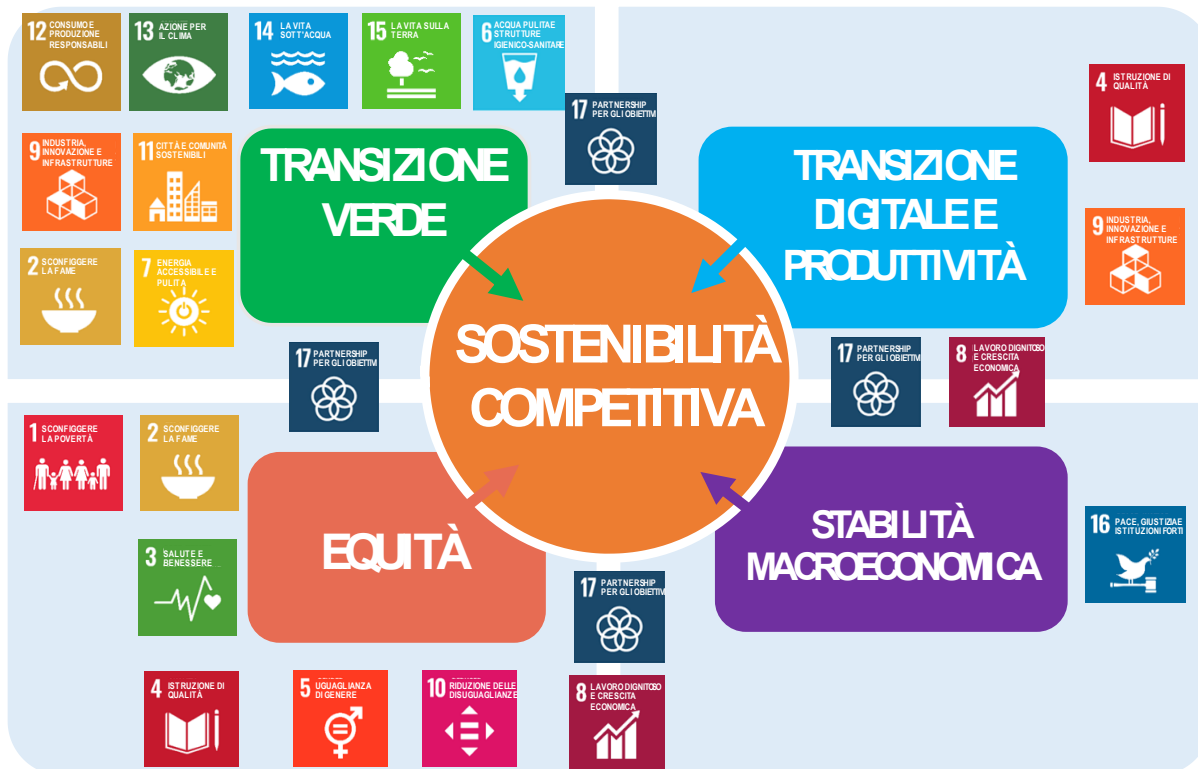 12 CONSUMO E
PRODUZIONE
RESPONSABILI
13 AZIONE PER
IL CLIMA
14 LA VITA
SOTT'ACQUA
15 LA VITA SULLA
TERRA
6 ACQUA PULITA E
STRUTTURE
IGIENICO-SANITARIE
17 PARTNERSHIP
PER GLI OBIETTIVI
4 ISTRUZIONE DI
QUALITÀ
9 INDUSTRIA,
INNOVAZIONE E
INFRASTRUTTURE
11 CITTÀ E COMUNITÀ
SOSTENIBILI
TRANSIZIONE
VERDE
TRANSIZIONE
DIGITALE E
PRODUTTIVITÀ
9 INDUSTRIA,
INNOVAZIONE E
INFRASTRUTTURE
2 SCONFIGGERE
LA FAME
7 ENERGIA
ACCESSIBILE E
PULITA
SOSTENIBILITÀ
COMPETITIVA
17 PARTNERSHIP
PER GLI OBIETTIVI
17 PARTNERSHIP
PER GLI OBIETTIVI
8 LAVORO DIGNITOSO
E CRESCITA
ECONOMICA
1 SCONFIGGERE
LA POVERTÀ
2 SCONFIGGERE
LA FAME
EQUITÀ
STABILITÀ
MACROECONOMICA
16 PACE, GIUSTIZIA E
ISTITUZIONI FORTI
3 SALUTE E
BENESSERE
17 PARTNERSHIP
PER GLI OBIETTIVI
4 ISTRUZIONE DI
QUALITÀ
5 UGUAGLIANZA
DI GENERE
10 RIDUZIONE DELLE
DISUGUAGLIANZE
8 LAVORO DIGNITOSO
E CRESCITA
ECONOMICA